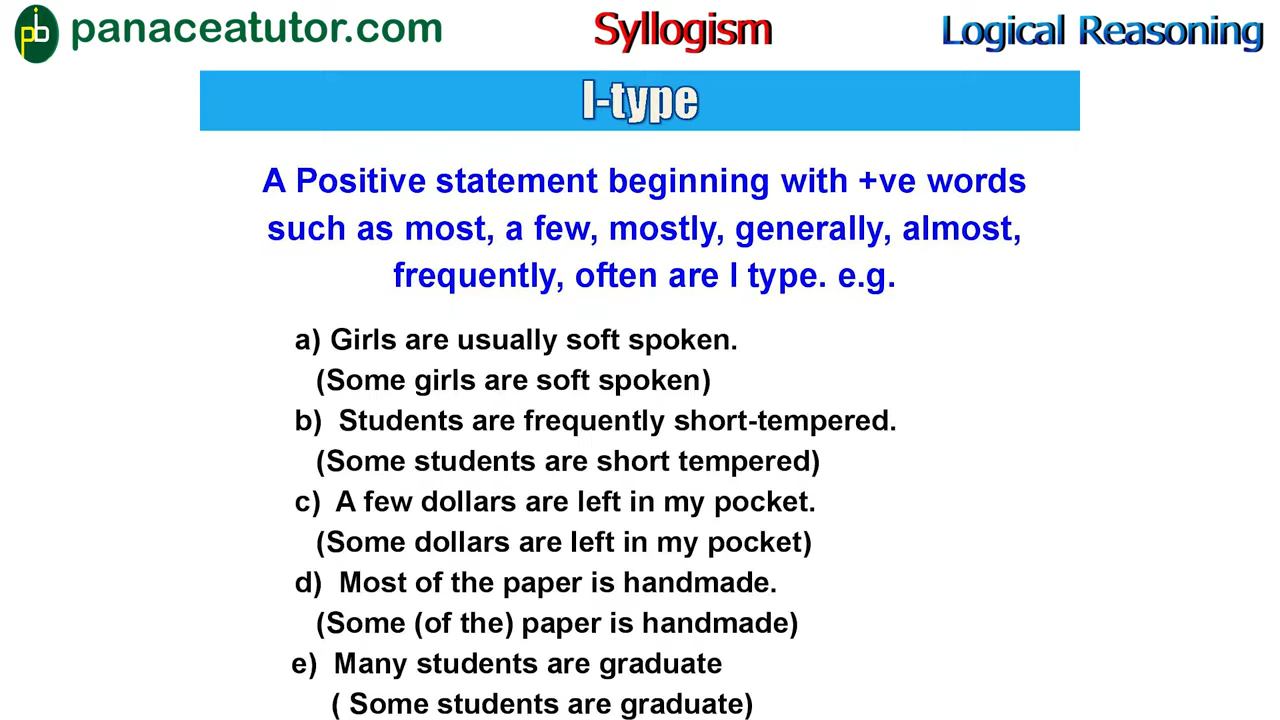 pb panaceatutor.com Syllogism Logical Reasoning
I-type
A Positive statement beginning with +ve words
such as most, a few, mostly, generally, almost,
frequently, often are I type. e.g.
a) Girls are usually soft spoken.
(Some girls are soft spoken)
b) Students are frequently short-tempered.
(Some students are short tempered)
c) A few dollars are left in my pocket.
(Some dollars are left in my pocket)
d) Most of the paper is handmade.
(Some (of the) paper is handmade)
e) Many students are graduate
( Some students are graduate)